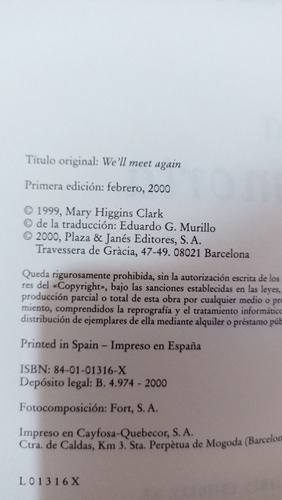 Título original: We'll meet again
Primera edición: febrero, 2000
© 1999, Mary Higgins Clark
© de la traducción: Eduardo G. Murillo
© 2000, Plaza & Janés Editores, S. A.
Travessera de Gràcia, 47-49. 08021 Barcelona
Queda rigurosamente prohibida, sin la autorización escrita de los
res del «Copyright», bajo las sanciones establecidas en las leyes,
producción parcial o total de esta obra por cualquier medio o pro
miento, comprendidos la reprografía y el tratamiento informátic
distribución de ejemplares de ella mediante alquiler o préstamo púb
Printed in Spain – Impreso en España
ISBN: 84-01-01316-X
Depósito legal: B. 4.974 - 2000
Fotocomposición: Fort, S. A.
Impreso en Cayfosa-Quebecor, S. A.
Ctra. de Caldas, Km 3. Sta. Perpètua de Mogoda (Barcelon
L 0 1 3 1 6 X